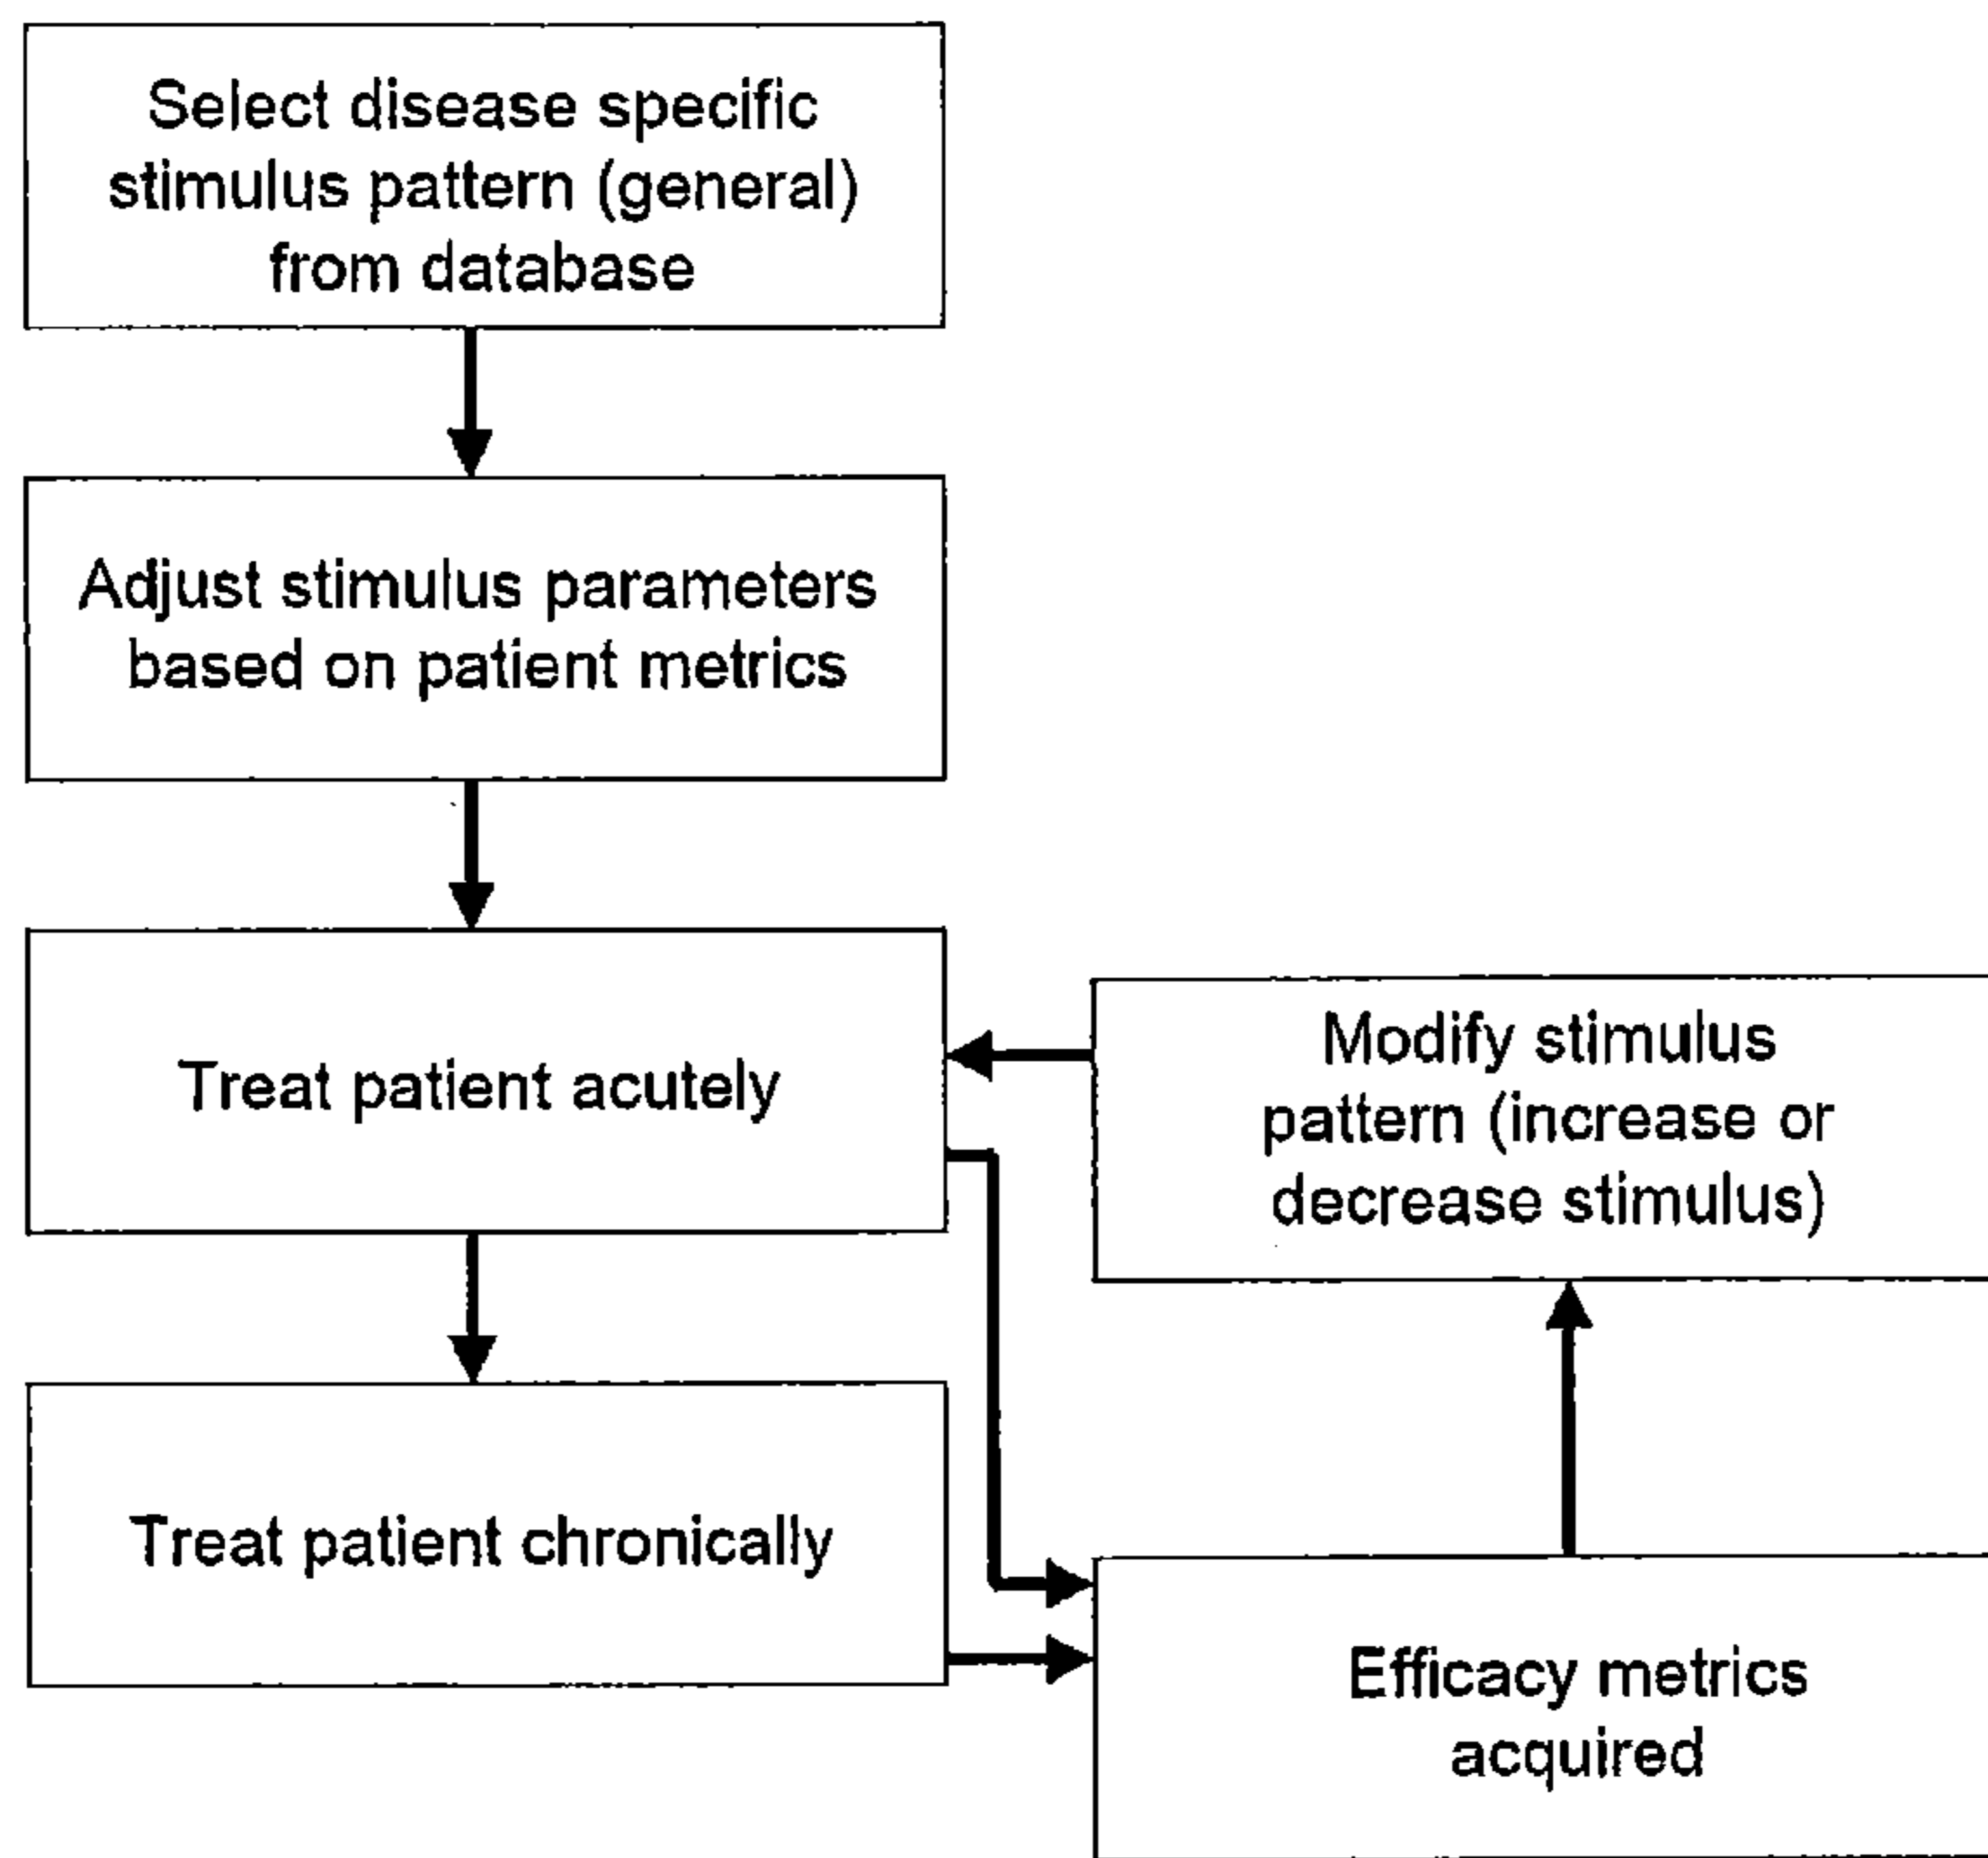 Select disease specific
stimulus pattern (general)
from database
Adjust stimulus parameters
based on patient metrics
Treat patient acutely
Modify stimulus
pattern (increase or
decrease stimulus)
Treat patient chronically
Efficacy metrics
acquired